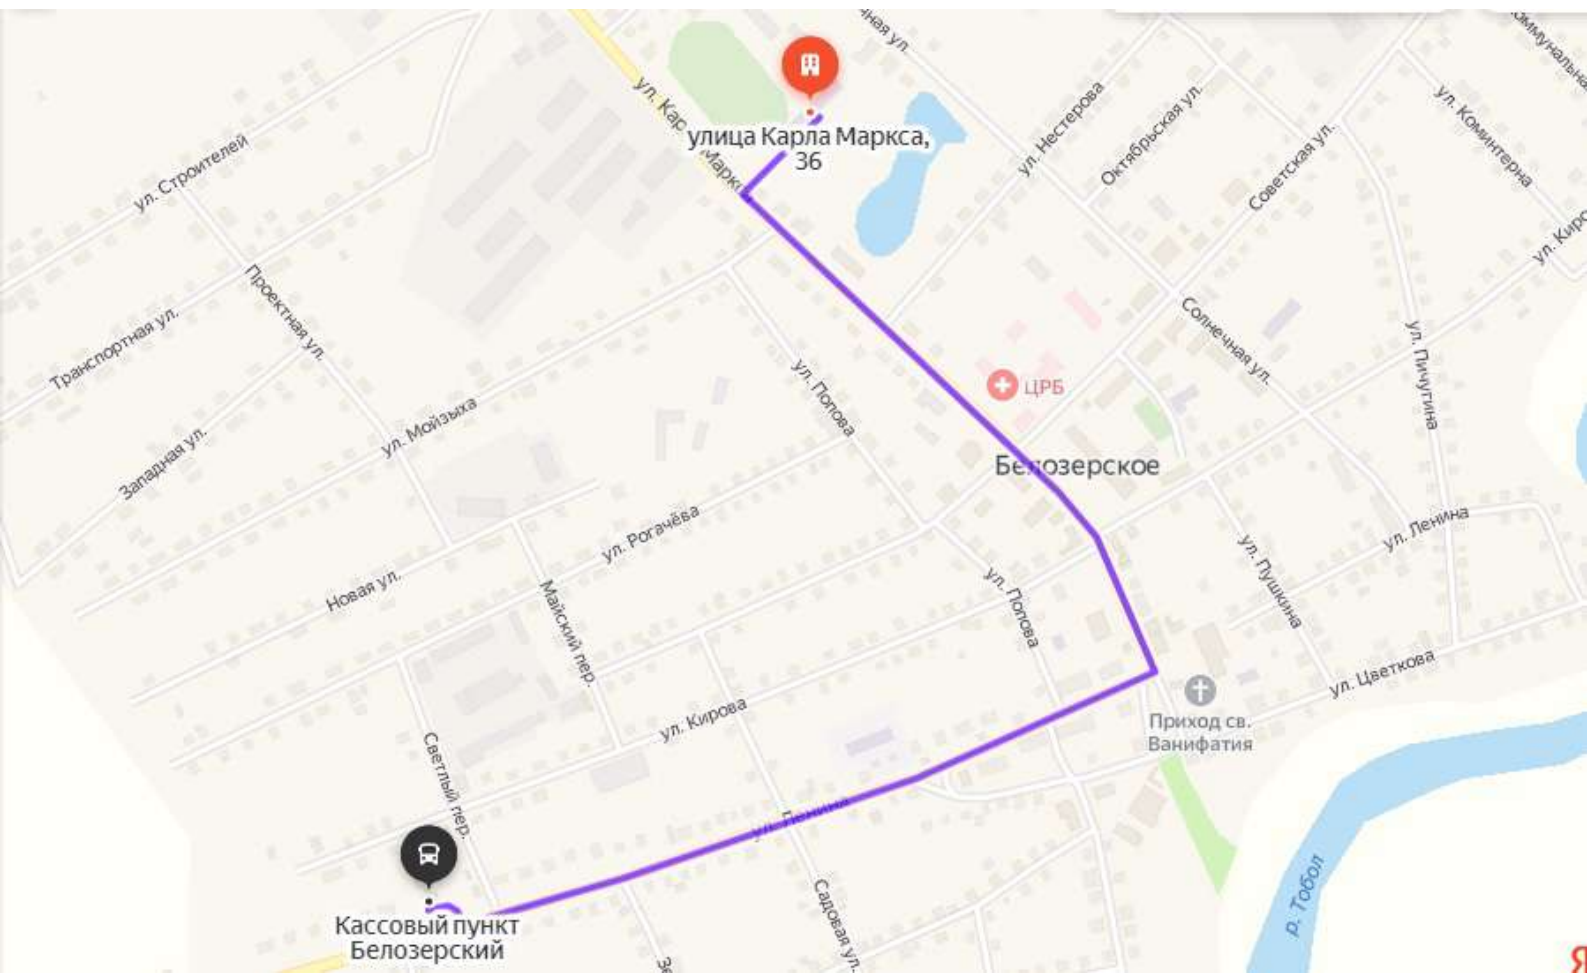 ул. Карла Маркса
улица Карла Маркса,
36
ул. Нестерова
Октябрьская ул.
Советская ул.
ул. Коминтерна
ул. Строителей
Проектная ул.
Транспортная ул.
Западная ул.
ул. Мойзыха
ул. Попова
ЦРБ
Солнечная ул.
ул. Пичугина
Белозерское
ул. Рогачёва
Новая ул.
Майский пер.
ул. Попова
ул. Пушкина
ул. Ленина
ул. Цветкова
ул. Кирова
Светлый пер.
Приход св.
Ванифатия
ул. Ленина
Садовая ул.
р. Тобол
Кассовый пункт
Белозерский
Я